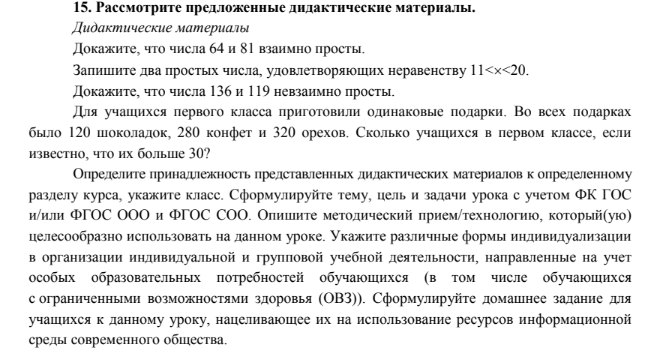 15. Рассмотрите предложенные дидактические материалы.
Дидактические материалы
Докажите, что числа 64 и 81 взаимно просты.
Запишите два простых числа, удовлетворяющих неравенству 11<×<20.
Докажите, что числа 136 и 119 невзаимно просты.
Для учащихся первого класса приготовили одинаковые подарки. Во всех подарках
было 120 шоколадок, 280 конфет и 320 орехов. Сколько учащихся в первом классе, если
известно, что их больше 30?
Определите принадлежность представленных дидактических материалов к определенному
разделу курса, укажите класс. Сформулируйте тему, цель и задачи урока с учетом ФК ГОС
и/или ФГОС ООО и ФГОС СОО. Опишите методический прием/технологию, который(ую)
целесообразно использовать на данном уроке. Укажите различные формы индивидуализации
в организации индивидуальной и групповой учебной деятельности, направленные на учет
особых образовательных потребностей обучающихся (в том числе обучающихся
с ограниченными возможностями здоровья (ОВЗ)). Сформулируйте домашнее задание для
учащихся к данному уроку, нацеливающее их на использование ресурсов информационной
среды современного общества.